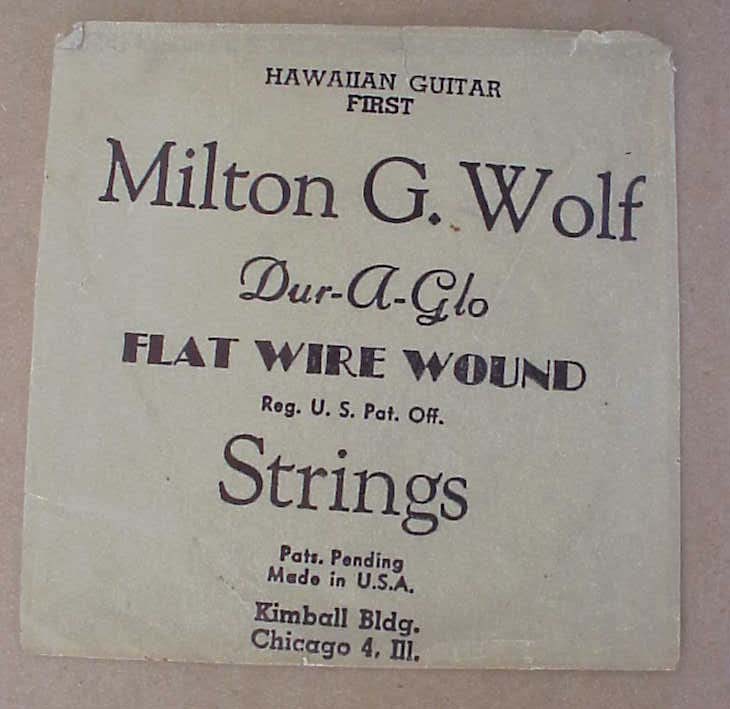 HAWAIIAN GUITAR
FIRST
Milton G. Wolf
Dur-A-Glo
FLAT WIRE WOUND
Reg. U. S. Pat. Off.
Strings
Pats. Pending
Made in U.S.A.
Kimball Bldg.
Chicago 4, Ill.